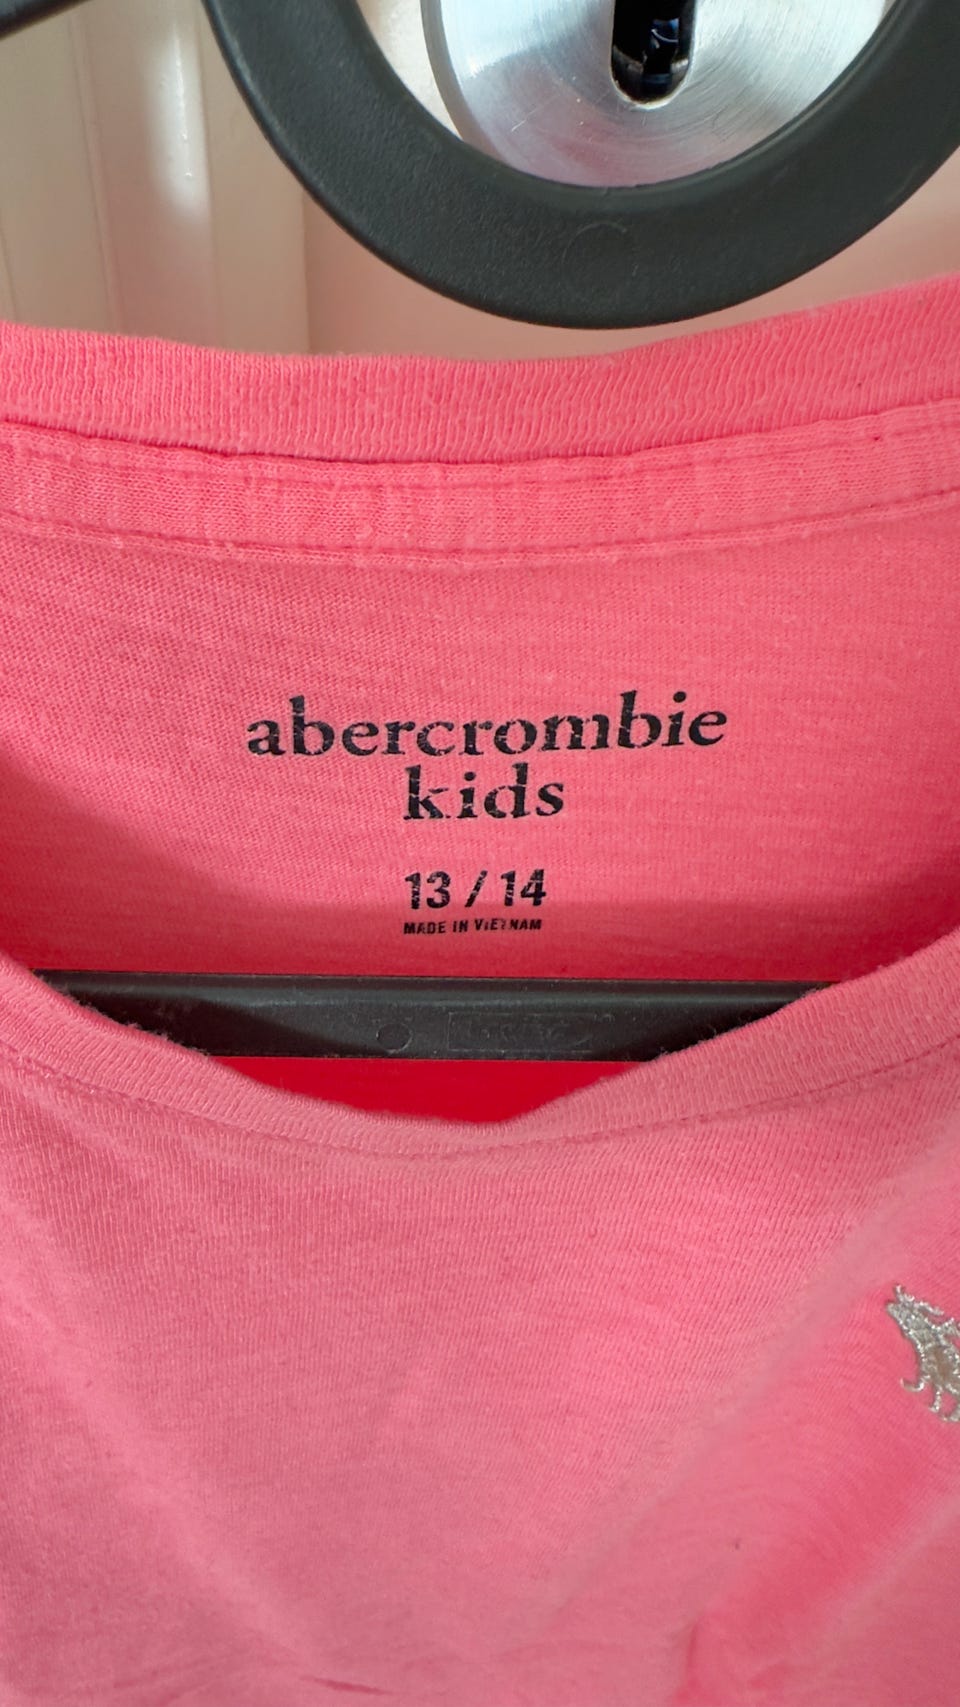 abercrombie
kids
13 / 14
MADE IN VIETNAM